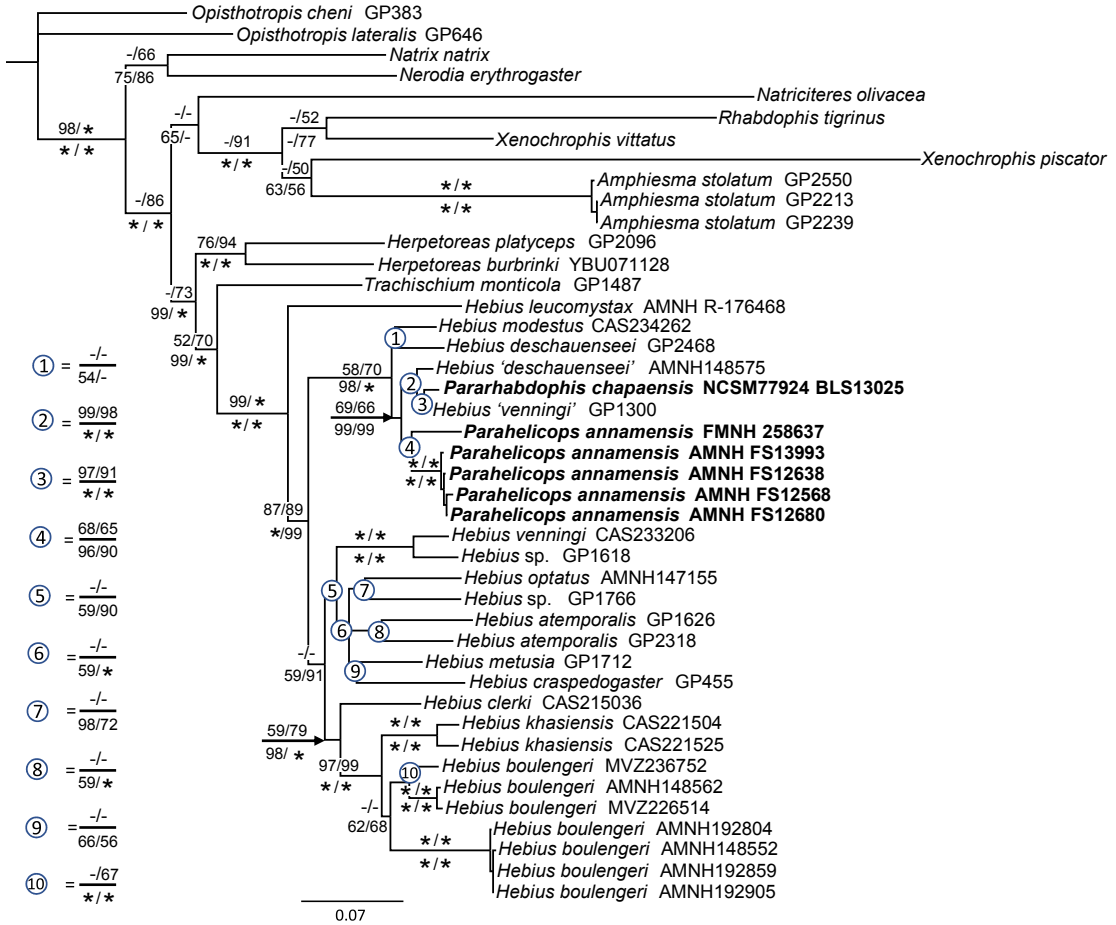 Opisthotropis cheni GP383
Opisthotropis lateralis GP646
-/66
Natrix natrix
75/86
Nerodia erythrogaster
Natriciteres olivacea
-/-
65/-
98/*
*/*
-/52
Rhabdophis tigrinus
-/91
-/77
Xenochrophis vittatus
*/*
-/50
Xenochrophis piscator
63/56
*/*
Amphiesma stolatum GP2550
*/*
Amphiesma stolatum GP2213
-/86
*/*
Amphiesma stolatum GP2239
76/94
Herpetoreas platyceps GP2096
*/*
Herpetoreas burbrinki YBU071128
-/73
Trachischium monticola GP1487
99/*
Hebius leucomystax AMNH R-176468
Hebius modestus CAS234262
52/70
99/*
1
Hebius deschauenseei GP2468
1 = -/-
54/-
58/70
Hebius ‘deschauenseei’ AMNH148575
98/*
2
Pararhabdophis chapaensis NCSM77924 BLS13025
99/*
*/*
69/66
3
Hebius ‘venningi’ GP1300
99/99
2 = 99/98
*/*
Parahelicops annamensis FMNH 258637
4
Parahelicops annamensis AMNH FS13993
*/*
*/*
Parahelicops annamensis AMNH FS12638
3 = 97/91
*/*
Parahelicops annamensis AMNH FS12568
87/89
*/99
Parahelicops annamensis AMNH FS12680
4 = 68/65
96/90
*/*
*/*
Hebius venningi CAS233206
Hebius sp. GP1618
5 = -/-
59/90
5
7
Hebius optatus AMNH147155
Hebius sp. GP1766
6
8
Hebius atemporalis GP1626
Hebius atemporalis GP2318
6 = -/-
59/*
-/-
59/91
9
Hebius metusia GP1712
Hebius craspedogaster GP455
7 = -/-
98/72
Hebius clerki CAS215036
59/79
98/*
*/*
*/*
Hebius khasiensis CAS221504
Hebius khasiensis CAS221525
8 = -/-
59/*
97/99
*/*
10
Hebius boulengeri MVZ236752
*/*
*/*
Hebius boulengeri AMNH148562
Hebius boulengeri MVZ226514
9 = -/-
66/56
-/-
62/68
Hebius boulengeri AMNH192804
*/*
*/*
Hebius boulengeri AMNH148552
Hebius boulengeri AMNH192859
10 = -/67
*/*
Hebius boulengeri AMNH192905
0.07